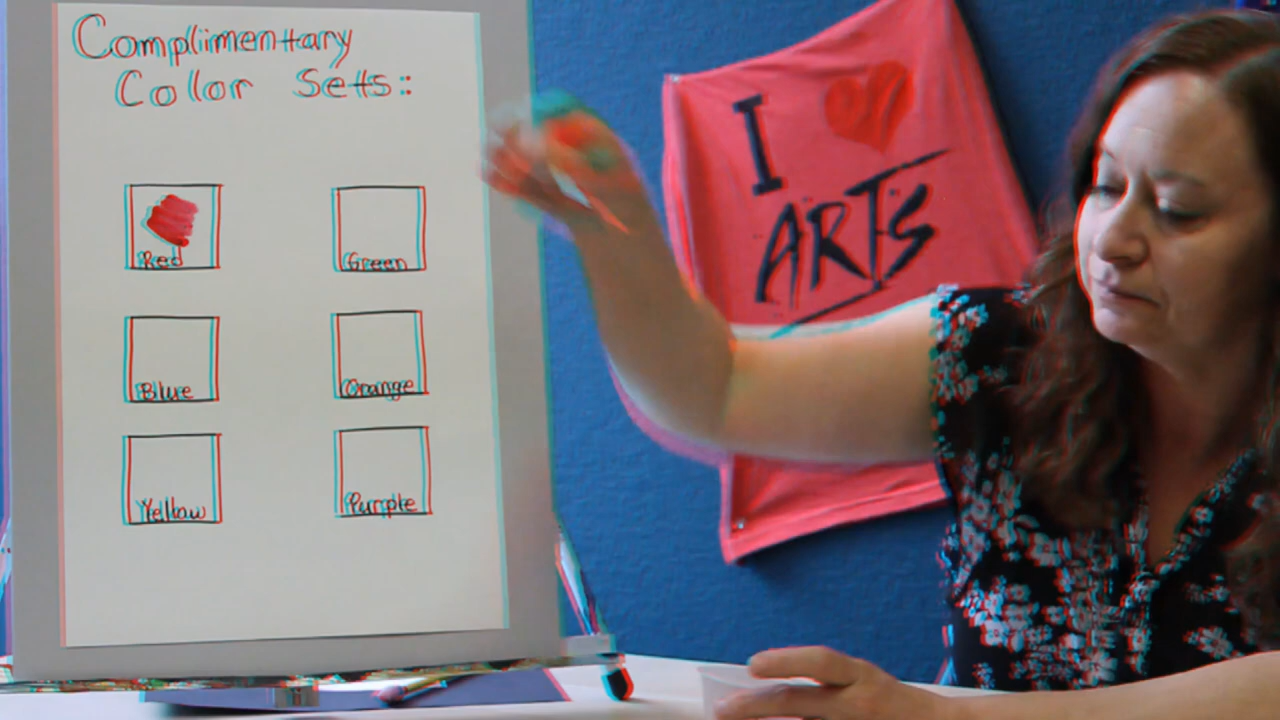 Complimentary
Color Sets:
Red
Green
Blue
Orange
Yellow
Purple
I ❤
ARTS